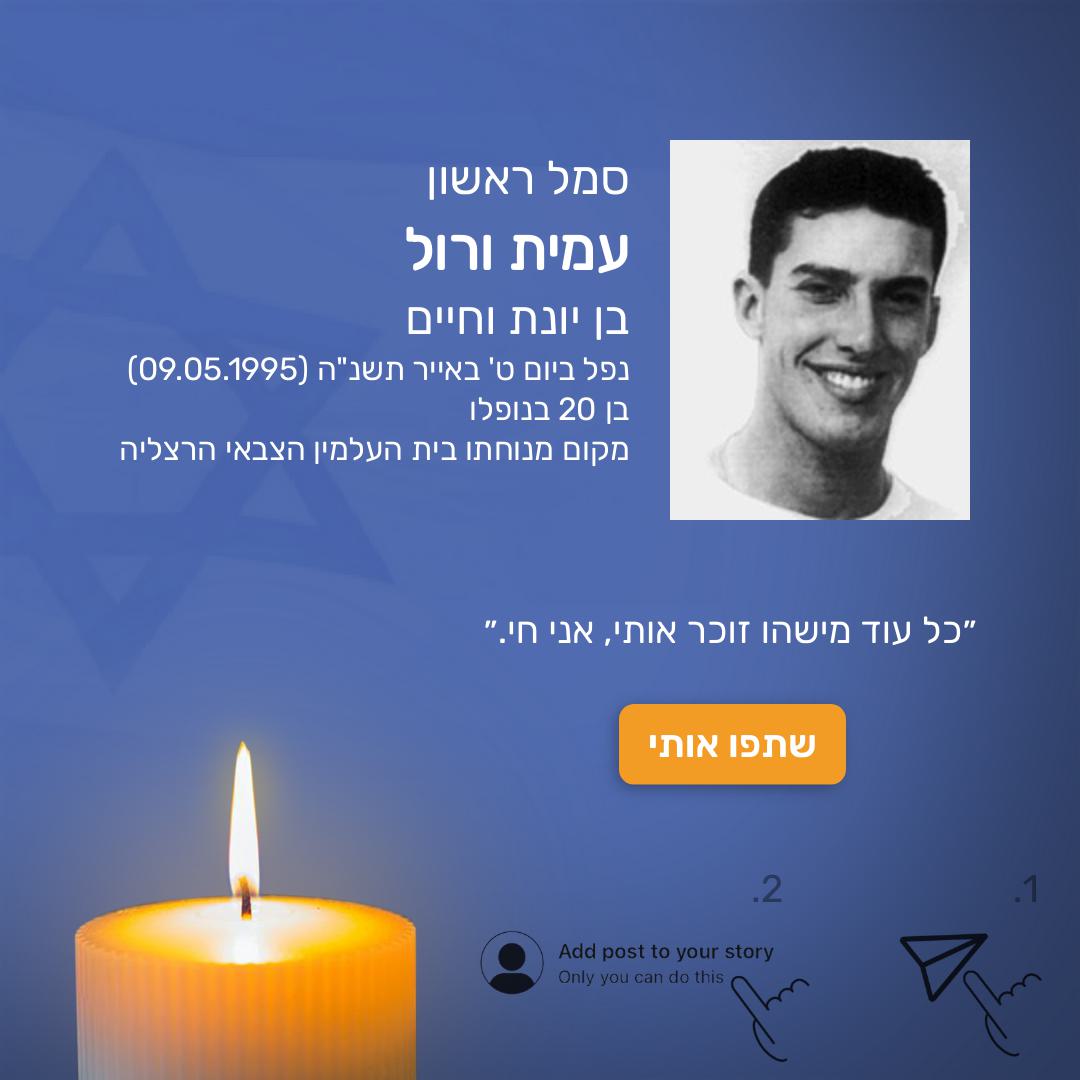 סמל ראשון
עמית ורול
בן יונת וחיים
נפל ביום ט' באייר תשנ"ה (09.05.1995)
בן 20 בנופלו
מקום מנוחתו בית העלמין הצבאי הרצליה
״כל עוד מישהו זוכר אותי, אני חי.״
שתפו אותי
.1
.2
Add post to your story
Only you can do this